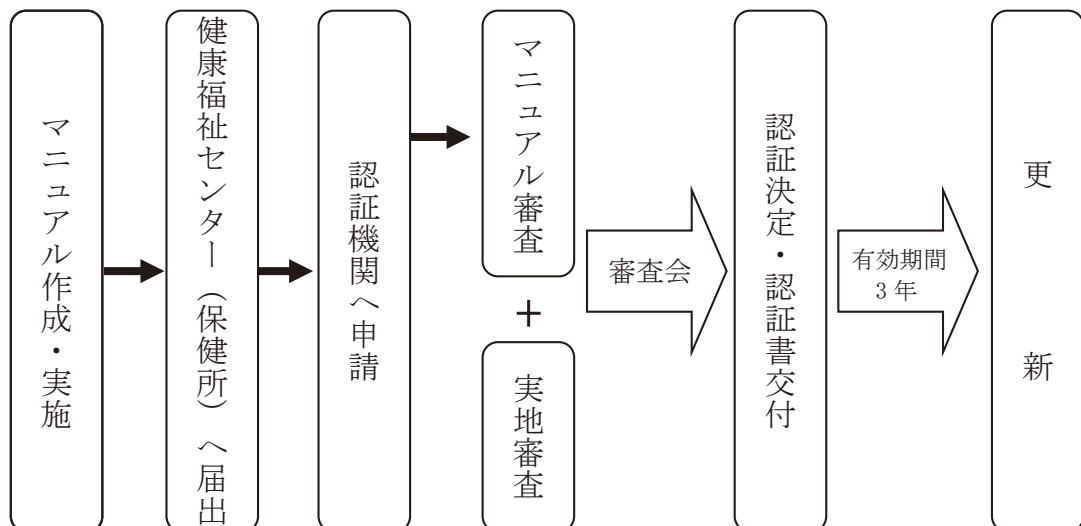 マニュアル作成・実施
健康福祉センター（保健所）へ届出
認証機関へ申請
マニュアル審査
＋
実地審査
審査会
認証決定・認証書交付
有効期間
3 年
更新